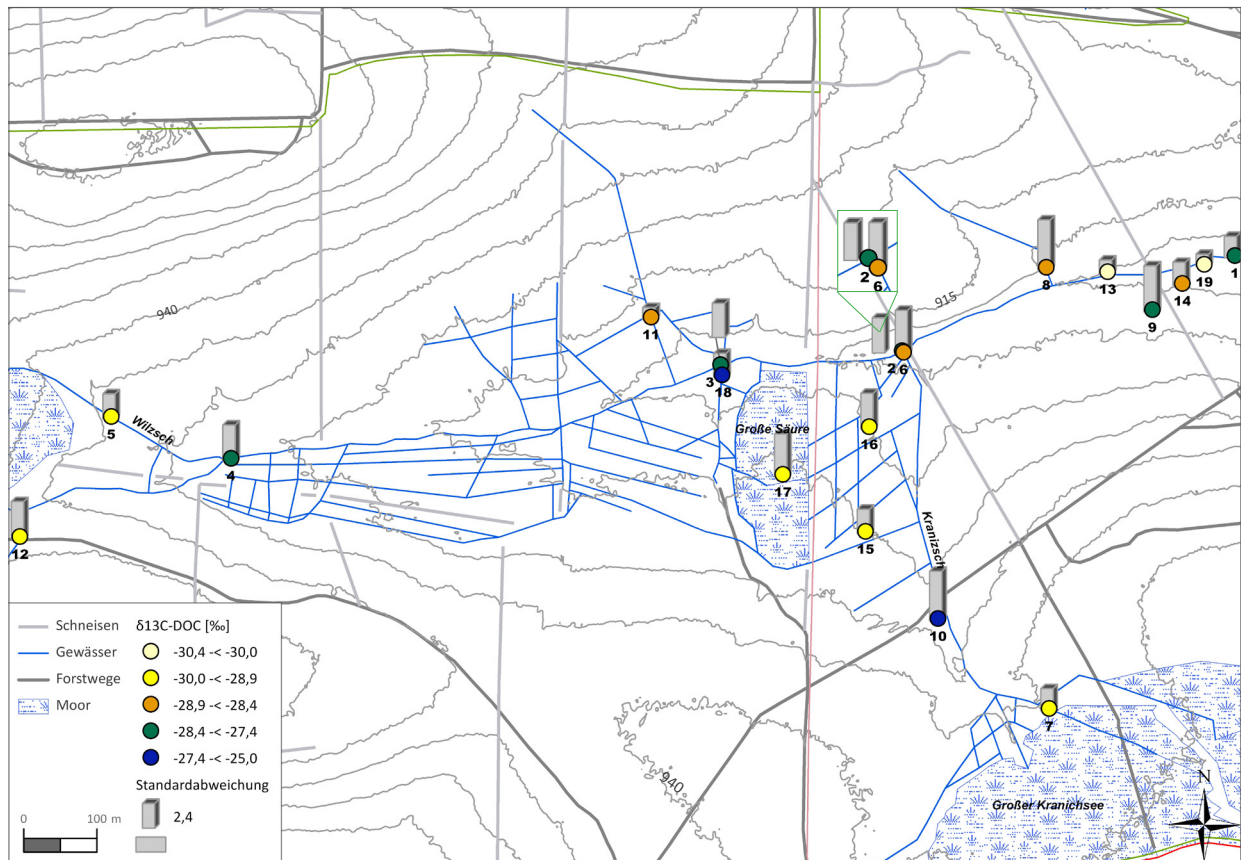 940
915
2
6
8
13
9
14
19
1
11
3
18
2
6
5
Wilzsch
4
Große Säure
16
17
12
15
Kranizsch
10
7
940
Großer Kranichsee
N
Schneisen
Gewässer
Forstwege
Moor
δ13C-DOC [‰]
-30,4 -< -30,0
-30,0 -< -28,9
-28,9 -< -28,4
-28,4 -< -27,4
-27,4 -< -25,0
Standardabweichung
2,4
0 100 m